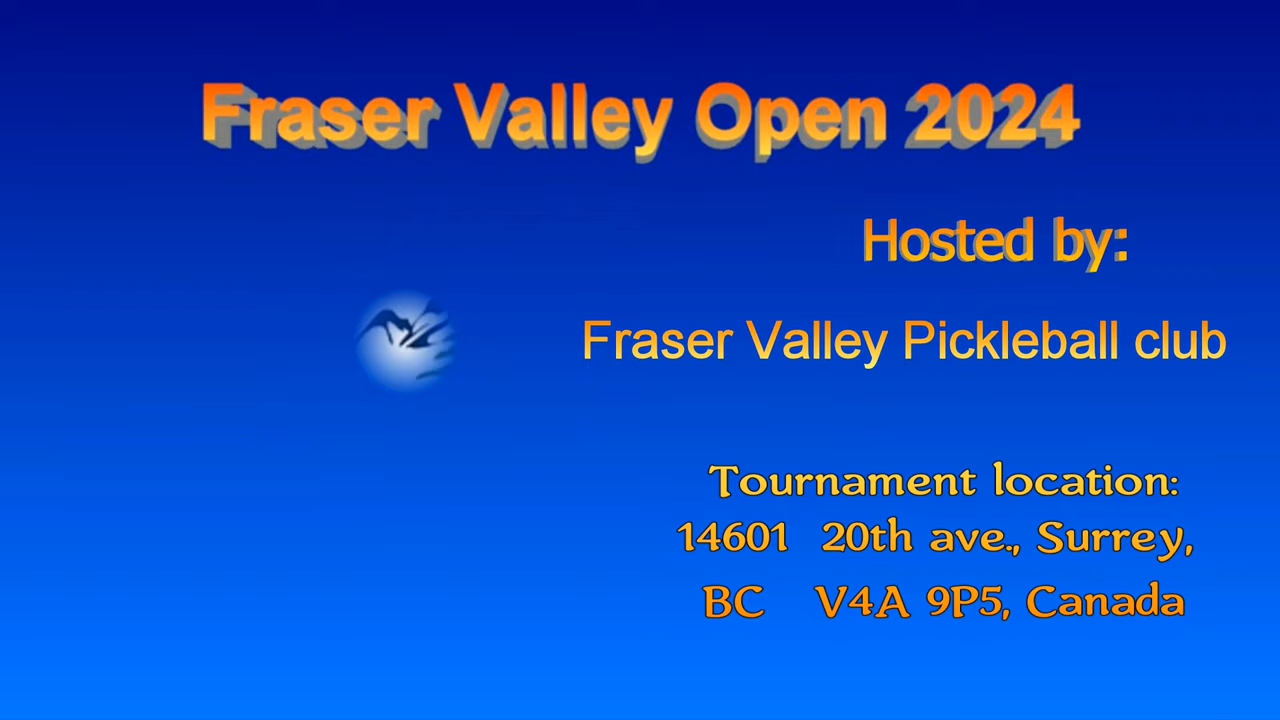 Fraser Valley Open 2024
Hosted by:
Fraser Valley Pickleball club
Tournament location:
14601 20th ave., Surrey,
BC V4A 9P5, Canada